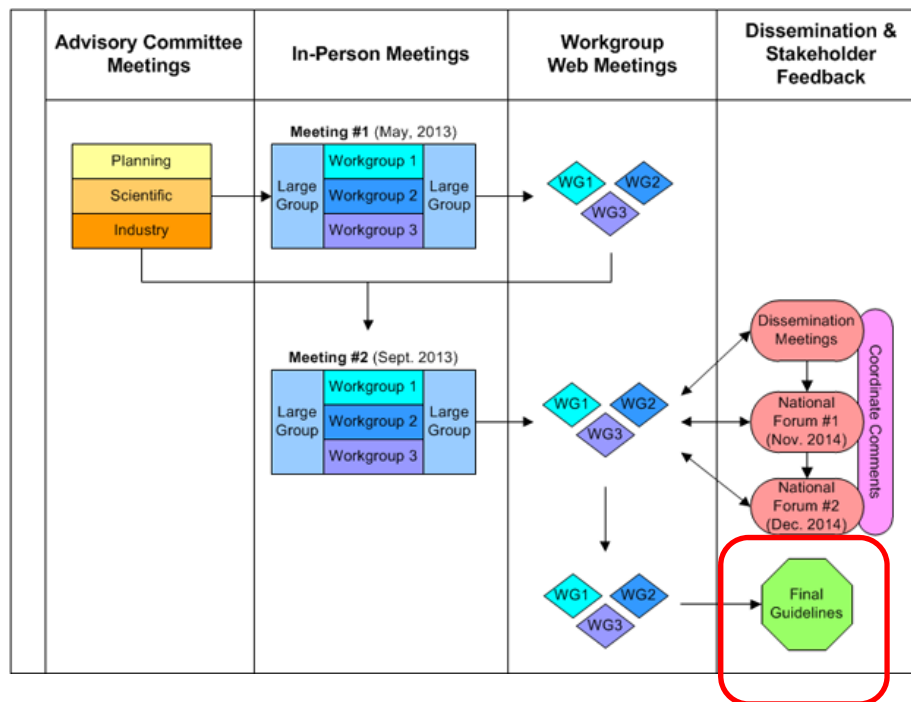 Advisory Committee
Meetings
In-Person Meetings
Workgroup
Web Meetings
Dissemination &
Stakeholder
Feedback
Meeting #1 (May, 2013)
Planning
Scientific
Industry
Large
Group
Workgroup 1
Workgroup 2
Workgroup 3
Large
Group
WG1
WG2
WG3
Meeting #2 (Sept. 2013)
Large
Group
Workgroup 1
Workgroup 2
Workgroup 3
Large
Group
WG1
WG2
WG3
Dissemination
Meetings
National
Forum #1
(Nov. 2014)
National
Forum #2
(Dec. 2014)
Coordinate Comments
WG1
WG2
WG3
Final
Guidelines